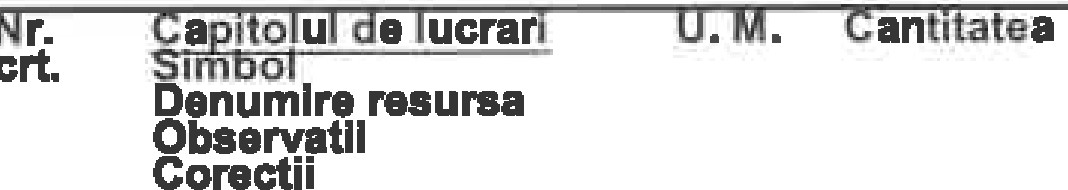 Nr. Capitolul de lucrari U. M. Cantitatea
crt. Simbol
Denumire resursa
Observatii
Corectii